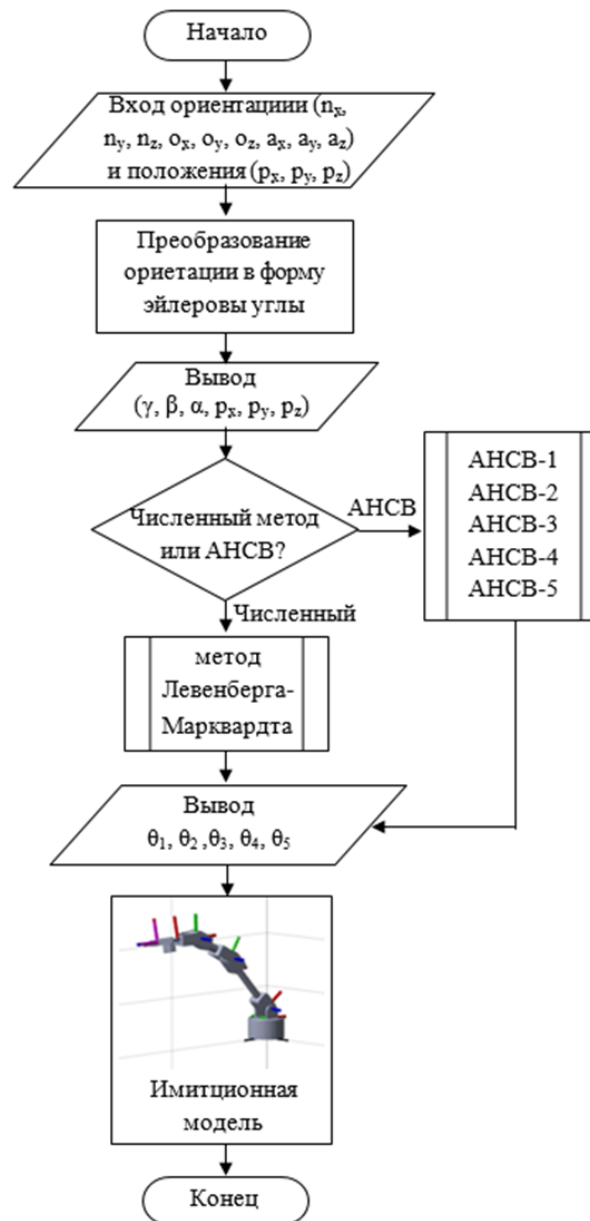 Начало
Вход ориентациии (nx,
ny, nz, ox, oy, oz, ax, ay, az)
и положения (px, py, pz)
Преобразование
ориетации в форму
эйлеровы углы
Вывод
(γ, β, α, px, py, pz)
Численный метод
или АНСВ?
АНСВ
АНСВ-1
АНСВ-2
АНСВ-3
АНСВ-4
АНСВ-5
Численный
метод
Левенберга-
Марквардта
Вывод
θ1, θ2 ,θ3, θ4, θ5
Имитционная
модель
Конец